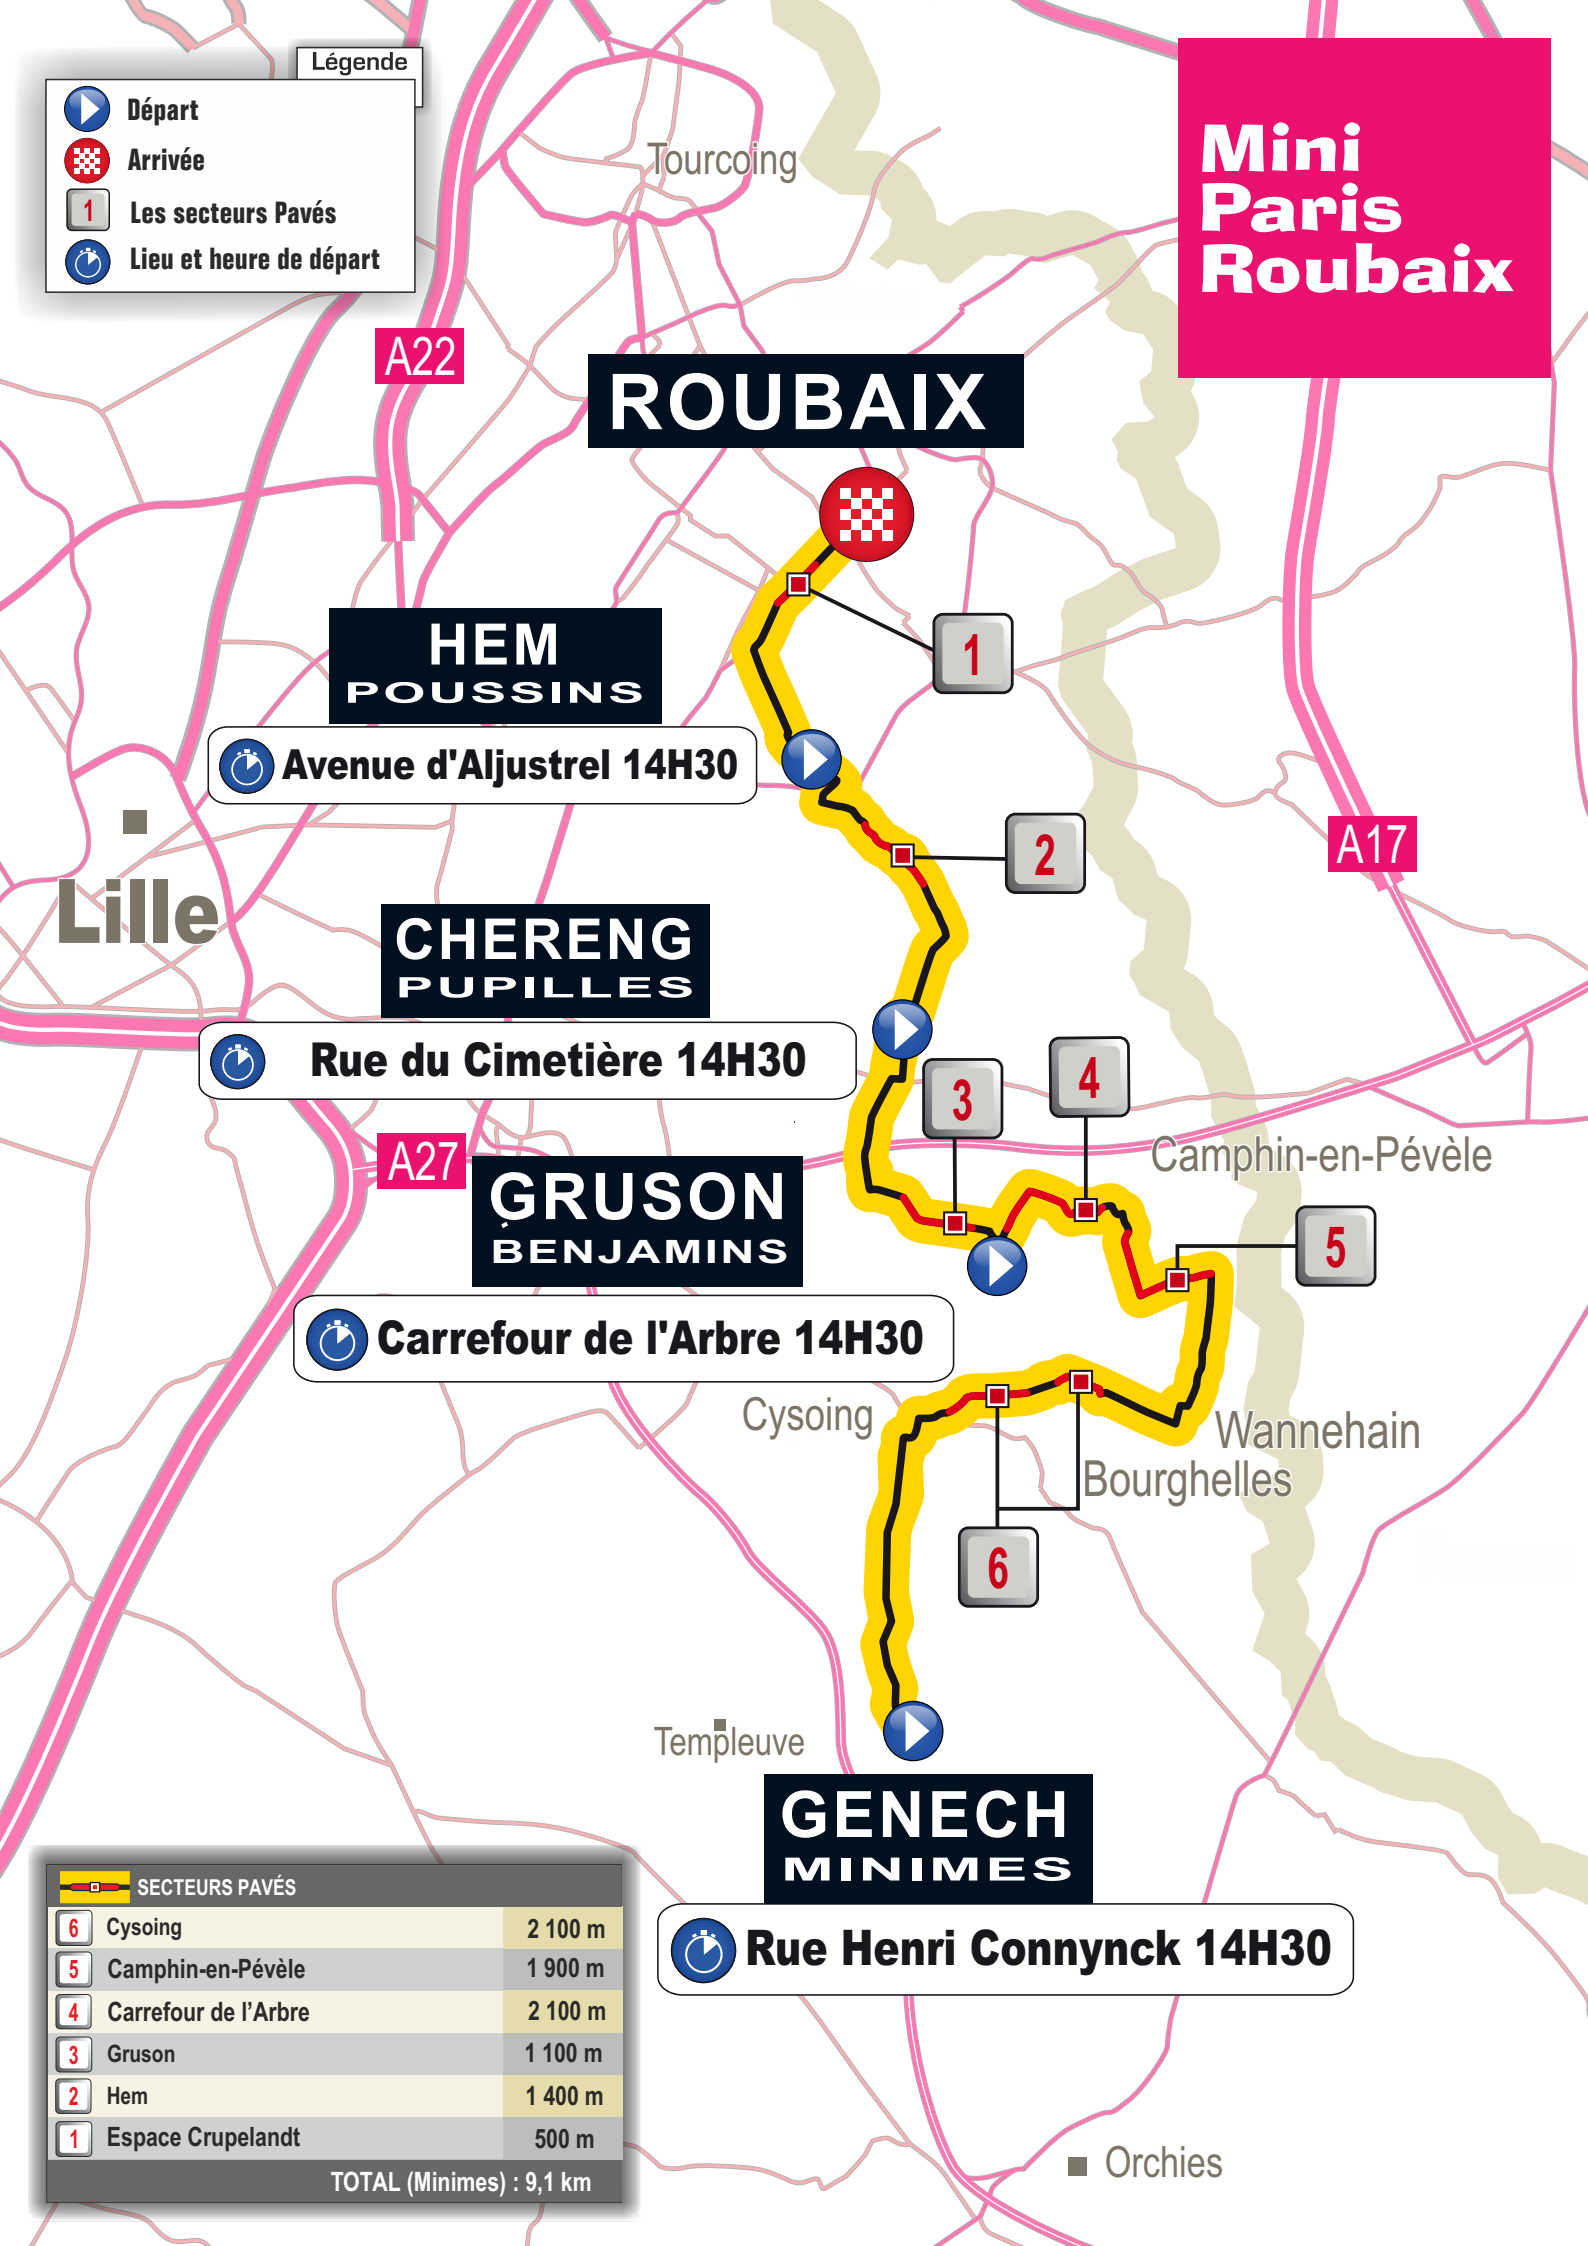 Légende
Départ
Arrivée
1
Les secteurs Pavés
Lieu et heure de départ
Mini
Paris
Roubaix
Tourcoing
A22
ROUBAIX
HEM
POUSSINS
1
Avenue d'Aljustrel 14H30
2
A17
Lille
CHERENG
PUPILLES
Rue du Cimetière 14H30
3
4
A27
Camphin-en-Pévèle
GRUSON
BENJAMINS
5
Carrefour de l'Arbre 14H30
Cysoing
Wannehain
Bourghelles
6
Templeuve
GENECH
MINIMES
Rue Henri Connynck 14H30
SECTEURS PAVÉS
6 Cysoing 2 100 m
5 Camphin-en-Pévèle 1 900 m
4 Carrefour de l’Arbre 2 100 m
3 Gruson 1 100 m
2 Hem 1 400 m
1 Espace Crupelandt 500 m
TOTAL (Minimes) : 9,1 km
Orchies